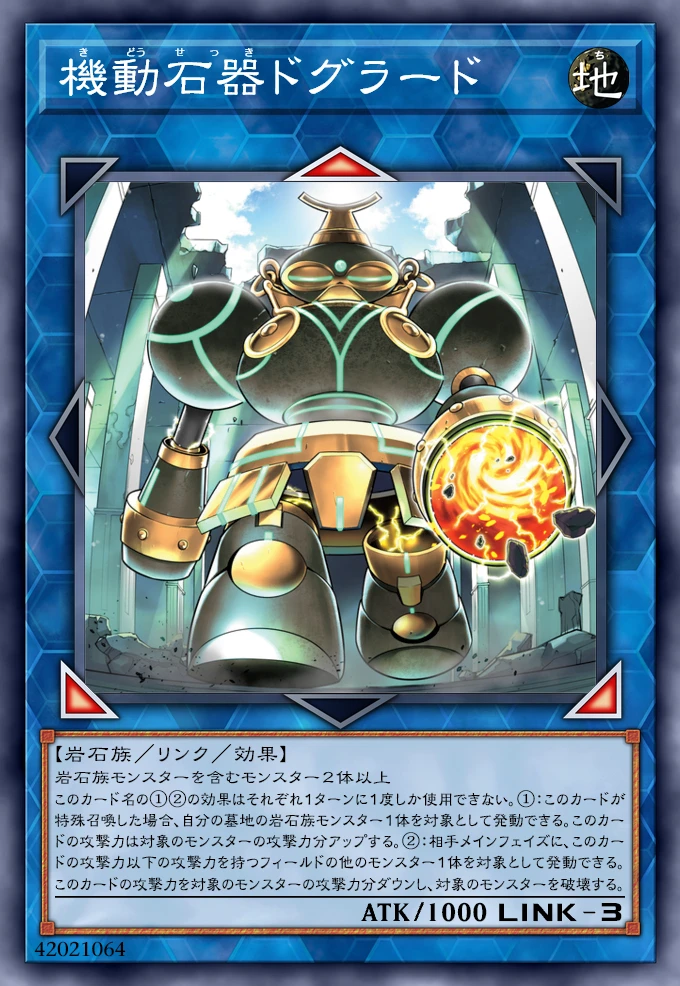 きどうせっき
機動石器ドグラード
ち
地
【岩石族／リンク／効果】
岩石族モンスターを含むモンスター２体以上
このカード名の①②の効果はそれぞれ1ターンに1度しか使用できない。①：このカードが
特殊召喚した場合、自分の墓地の岩石族モンスター1体を対象として発動できる。このカー
ドの攻撃力は対象のモンスターの攻撃力分アップする。②：相手メインフェイズに、このカー
ドの攻撃力以下の攻撃力を持つフィールドの他のモンスター1体を対象として発動できる。
このカードの攻撃力を対象のモンスターの攻撃力分ダウンし、対象のモンスターを破壊する。
ATK/1000 LINK-3
42021064